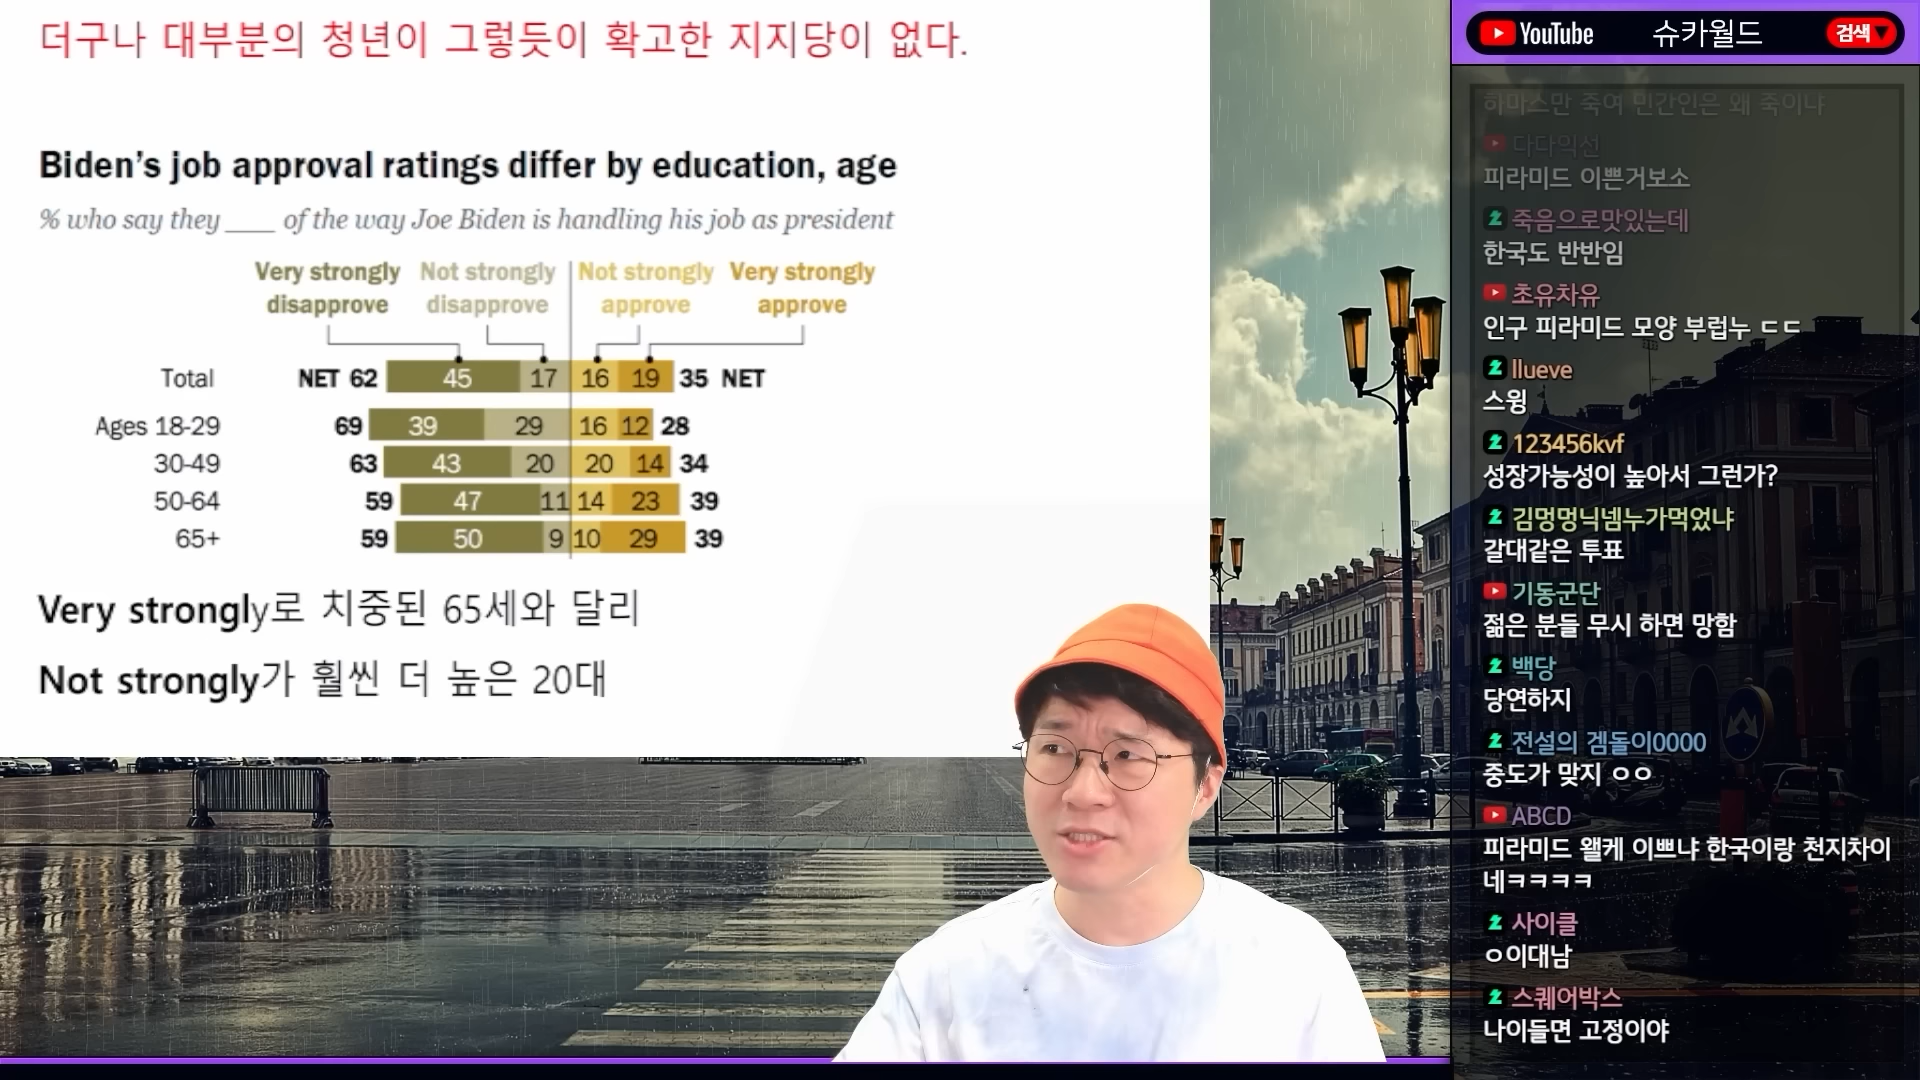 더구나 대부분의 청년이 그렇듯이 확고한 지지당이 없다.
Biden's job approval ratings differ by education, age
% who say they ____ of the way Joe Biden is handling his job as president
Very strongly disapprove
Not strongly disapprove
Not strongly approve
Very strongly approve
Total NET 62 45 17 16 19 35 NET
Ages 18-29 69 39 29 16 12 28
30-49 63 43 20 20 14 34
50-64 59 47 11 14 23 39
65+ 59 50 9 10 29 39
Very strongly로 치중된 65세와 달리
Not strongly가 훨씬 더 높은 20대
YouTube 슈카월드 검색
하마스만 죽여 민간인은 왜 죽이냐
다다익선
피라미드 이쁜거보소
죽음으로맛있는데
한국도 반반임
초유차유
인구 피라미드 모양 부럽누 ㄷㄷ
llueve
스윙
123456kvf
성장가능성이 높아서 그런가?
김멍멍닉넴누가먹었냐
갈대같은 투표
기동군단
젊은 분들 무시 하면 망함
백당
당연하지
전설의 겜돌이0000
중도가 맞지 ㅇㅇ
ABCD
피라미드 왤케 이쁘냐 한국이랑 천지차이
네ㅋㅋㅋㅋ
사이클
ㅇ이대남
스퀘어박스
나이들면 고정이야